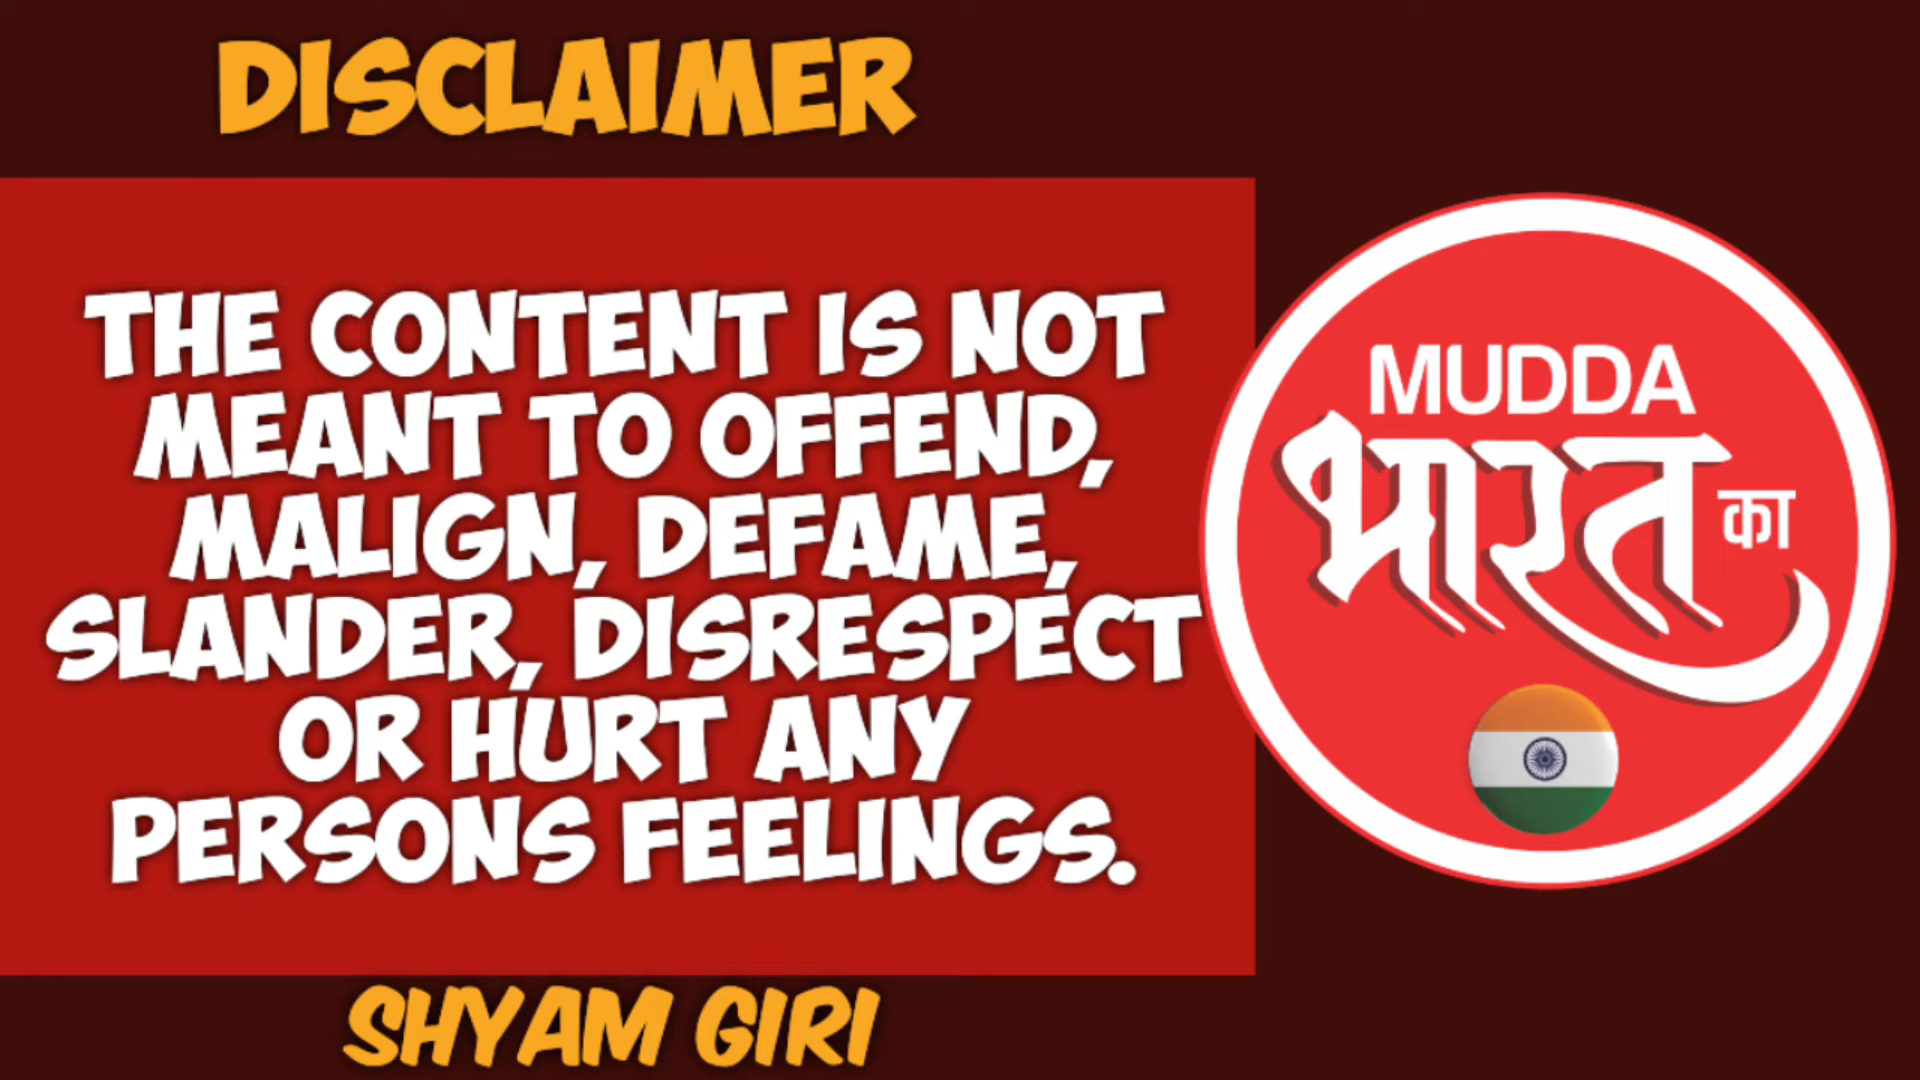 DISCLAIMER
THE CONTENT IS NOT
MEANT TO OFFEND,
MALIGN, DEFAME,
SLANDER, DISRESPECT
OR HURT ANY
PERSONS FEELINGS.
SHYAM GIRI
MUDDA
भारत का